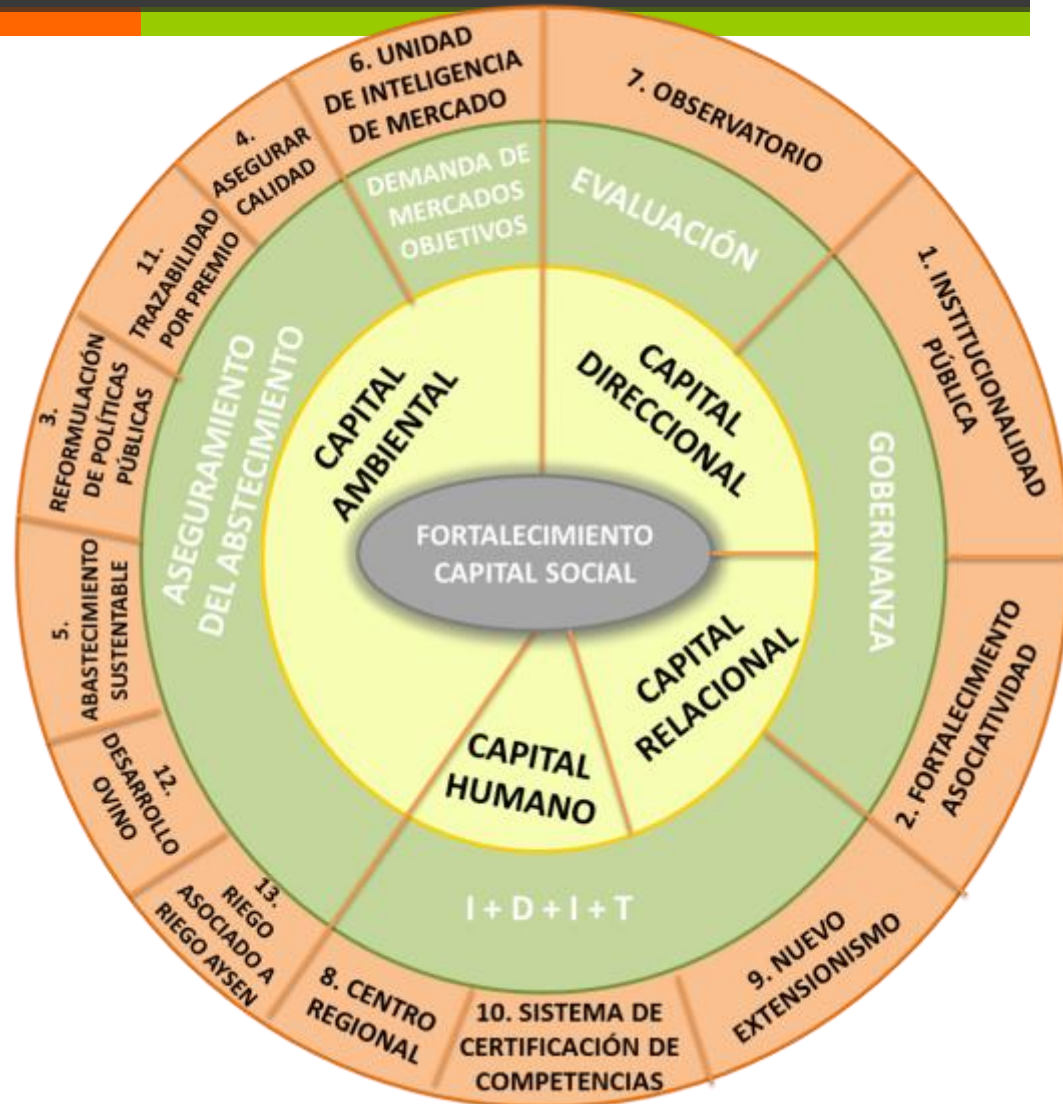 6. UNIDAD
DE INTELIGENCIA
DE MERCADO
7. OBSERVATORIO
1. INSTITUCIONALIDAD
PÚBLICA
2. FORTALECIMIENTO
ASOCIATIVIDAD
9. NUEVO
EXTENSIONISMO
10. SISTEMA DE
CERTIFICACIÓN DE
COMPETENCIAS
8. CENTRO
REGIONAL
13.
RIEGO
ASOCIADO A
RIEGO AYSEN
12.
DESARROLLO
OVINO
5.
ABASTECIMIENTO
SUSTENTABLE
3.
REFORMULACIÓN
DE POLÍTICAS
PÚBLICAS
11.
TRAZABILIDAD
POR PREMIO
4.
ASEGURAR
CALIDAD
DEMANDA DE
MERCADOS
OBJETIVOS
EVALUACIÓN
GOBERNANZA
I + D + I + T
ASEGURAMIENTO
DEL ABSTECIMIENTO
CAPITAL
AMBIENTAL
CAPITAL
DIRECCIONAL
CAPITAL
RELACIONAL
CAPITAL
HUMANO
FORTALECIMIENTO
CAPITAL SOCIAL